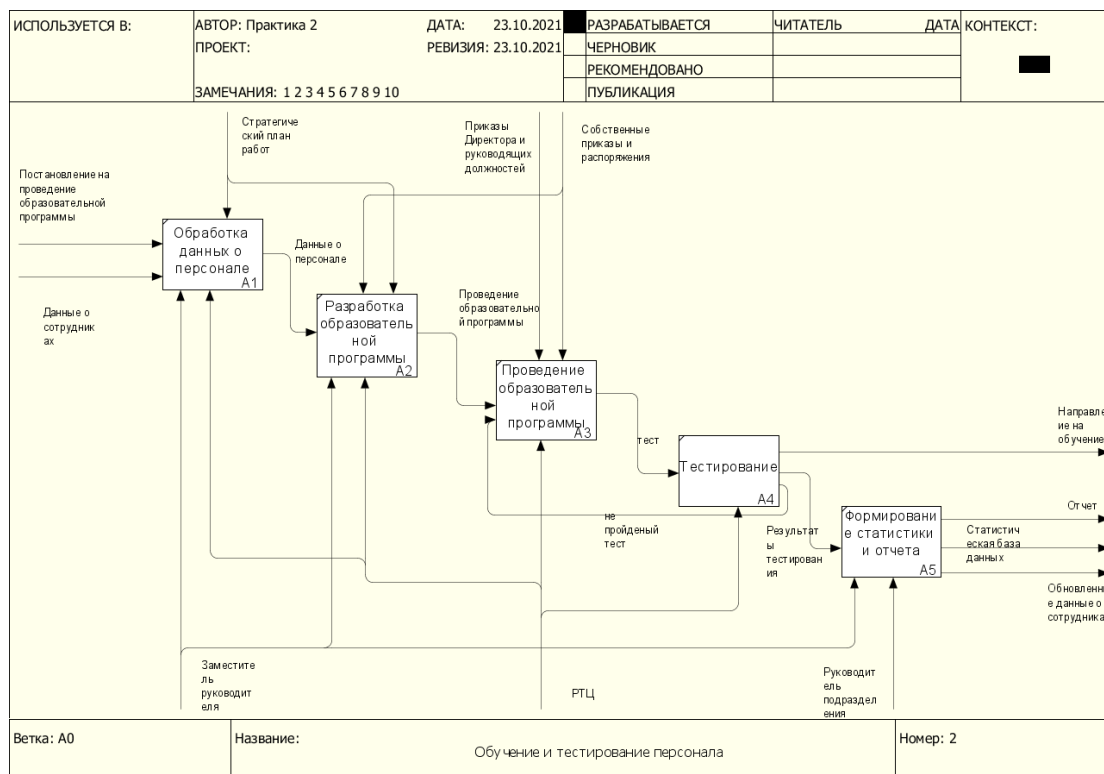 ИСПОЛЬЗУЕТСЯ В:
АВТОР: Практика 2
ДАТА: 23.10.2021
РАЗРАБАТЫВАЕТСЯ
ЧИТАТЕЛЬ
ДАТА
КОНТЕКСТ:
ПРОЕКТ:
РЕВИЗИЯ: 23.10.2021
ЧЕРНОВИК
РЕКОМЕНДОВАНО
ЗАМЕЧАНИЯ: 1 2 3 4 5 6 7 8 9 10
ПУБЛИКАЦИЯ
Стратегиче
ский план
работ
Приказы
Директора и
руководящих
должностей
Собственные
приказы и
распоряжения
Постановление на
проведение
образовательной
программы
Обработка
данных о
персонале
A1
Данные о
персонале
Данные о
сотрудник
ах
Разработка
образователь
ной
программы
A2
Проведение
образовательно
й программы
Проведение
образователь
ной
программы
A3
тест
Тестирование
A4
Направле
ие на
обучение
не
пройденый
тест
Результат
ы
тестирован
ия
Формировани
е статистики
и отчета
A5
Отчет
Статистич
еская база
данных
Обновленн
е данные о
сотрудника
Заместите
ль
руководит
еля
РТЦ
Руководит
ель
подраздел
ения
Ветка: A0
Название:
Обучение и тестирование персонала
Номер: 2